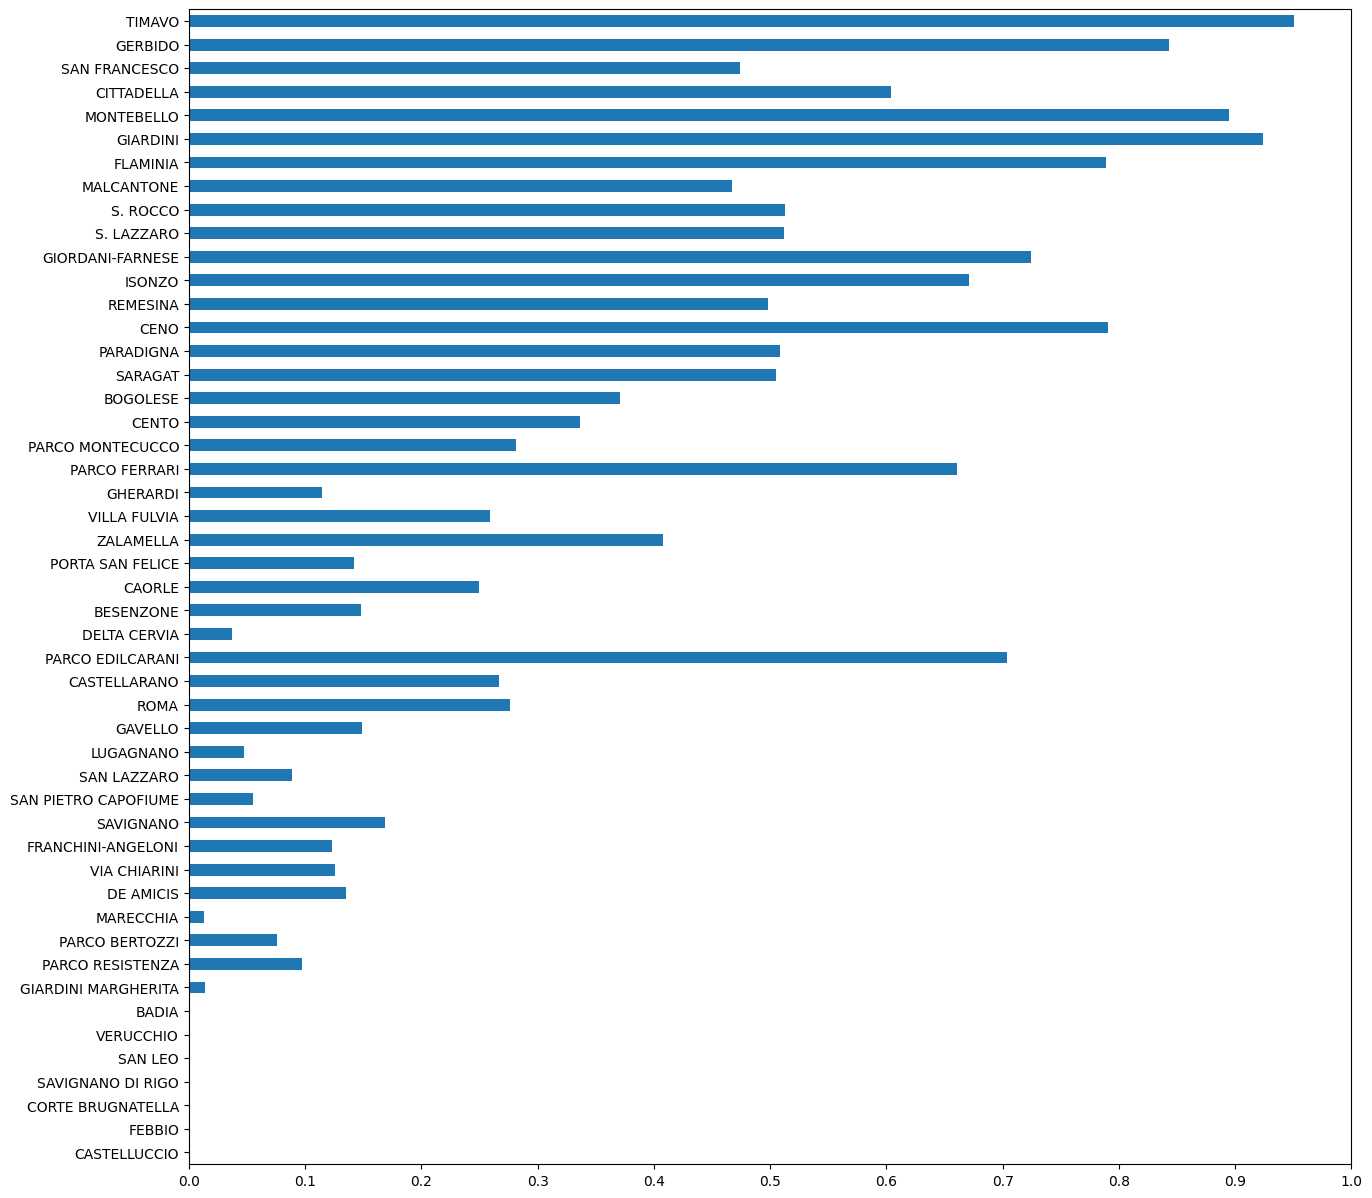 TIMAVO
GERBIDO
SAN FRANCESCO
CITTADELLA
MONTEBELLO
GIARDINI
FLAMINIA
MALCANTONE
S. ROCCO
S. LAZZARO
GIORDANI-FARNESE
ISONZO
REMESINA
CENO
PARADIGNA
SARAGAT
BOGOLESE
CENTO
PARCO MONTECUCCO
PARCO FERRARI
GHERARDI
VILLA FULVIA
ZALAMELLA
PORTA SAN FELICE
CAORLE
BESENZONE
DELTA CERVIA
PARCO EDILCARANI
CASTELLARANO
ROMA
GAVELLO
LUGAGNANO
SAN LAZZARO
SAN PIETRO CAPOFIUME
SAVIGNANO
FRANCHINI-ANGELONI
VIA CHIARINI
DE AMICIS
MARECCHIA
PARCO BERTOZZI
PARCO RESISTENZA
GIARDINI MARGHERITA
BADIA
VERUCCHIO
SAN LEO
SAVIGNANO DI RIGO
CORTE BRUGNATELLA
FEBBIO
CASTELLUCCIO
0.0 0.1 0.2 0.3 0.4 0.5 0.6 0.7 0.8 0.9 1.0